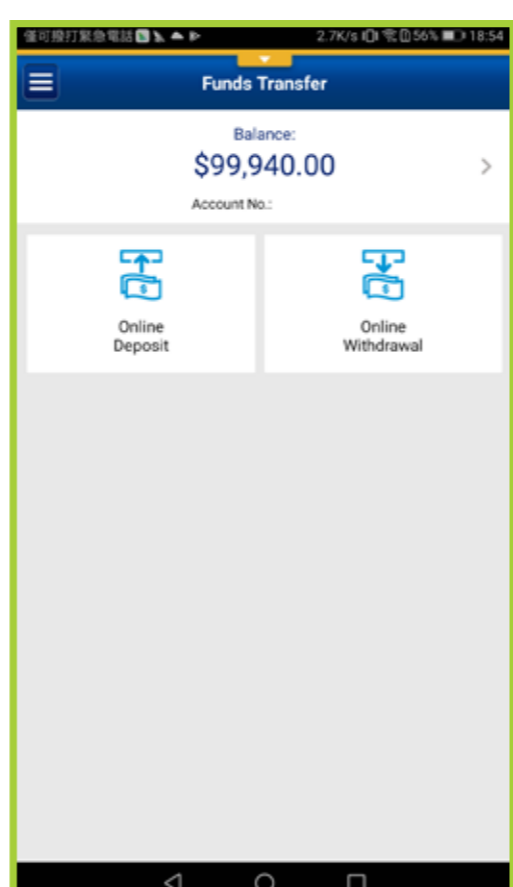 僅可撥打緊急電話 2.7K/s 56% 18:54
Funds Transfer
Balance:
$99,940.00
Account No.:
Online
Deposit
Online
Withdrawal